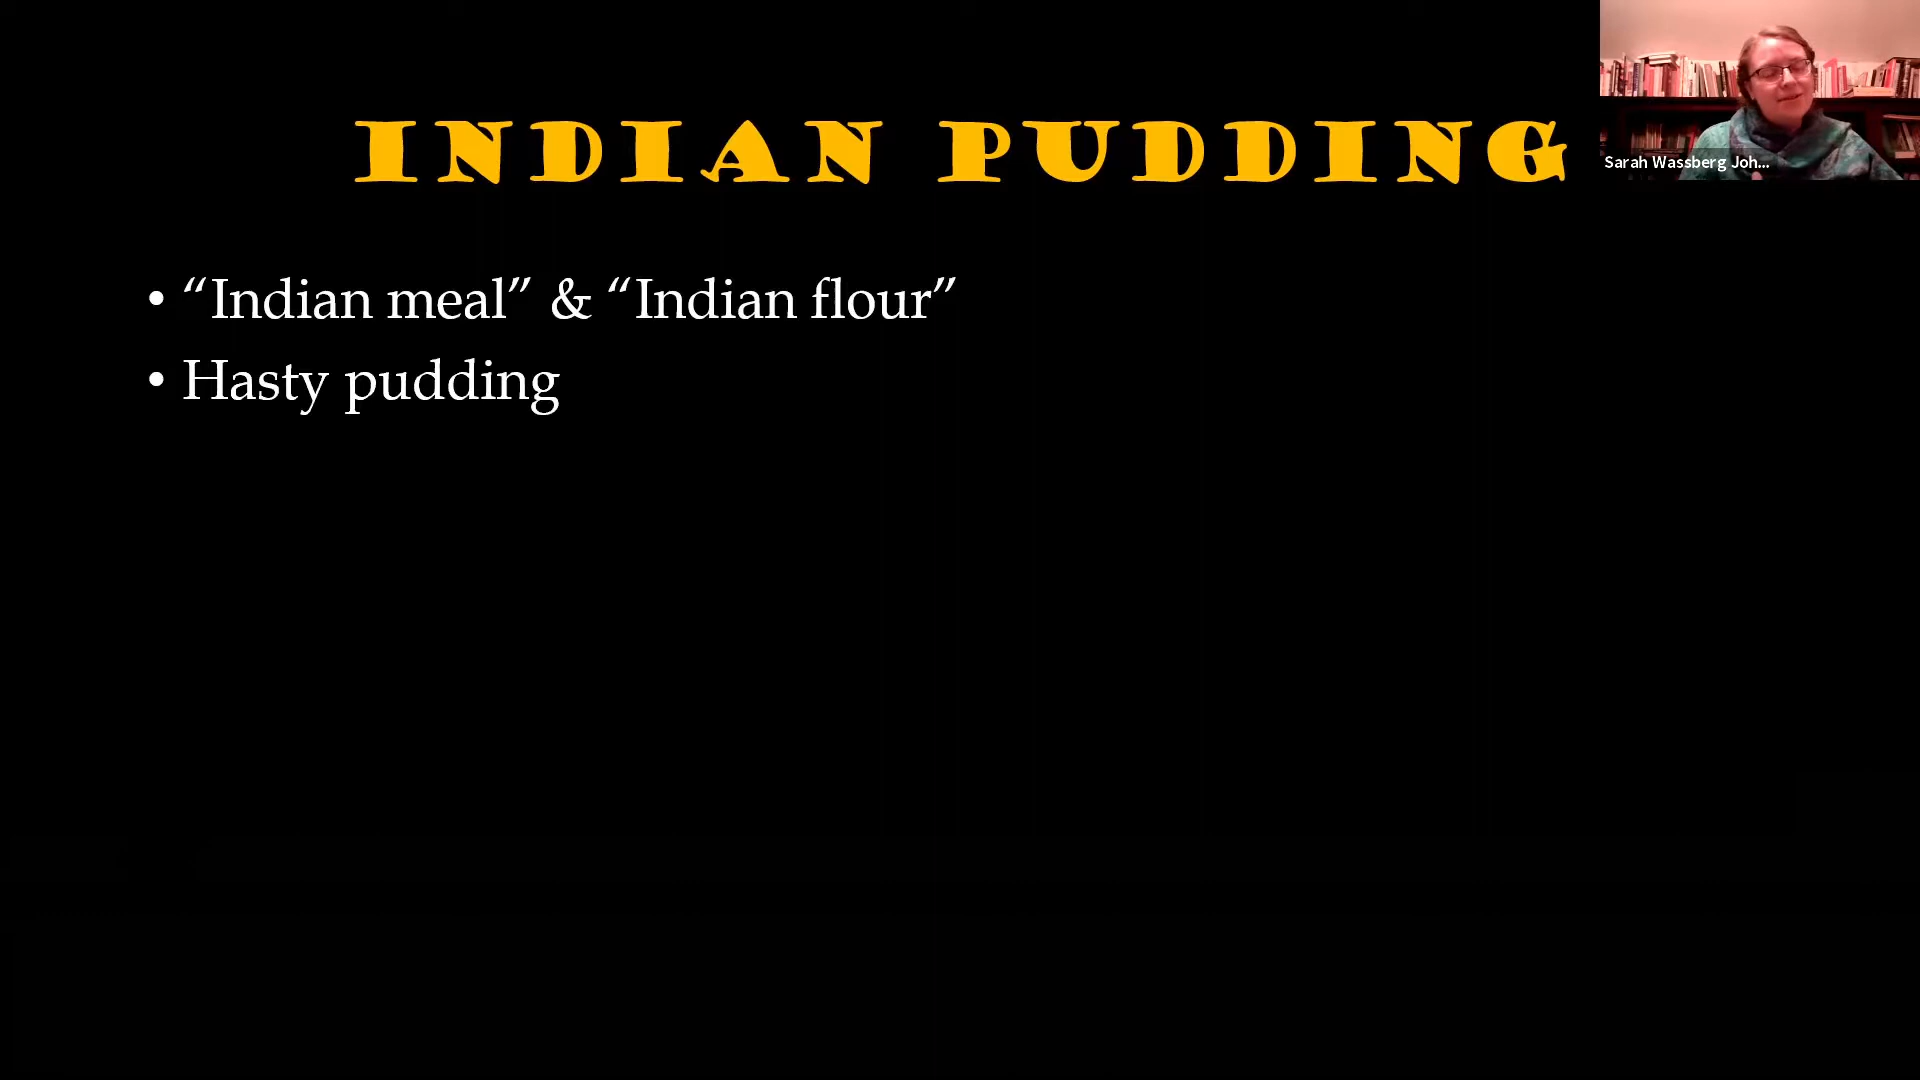 INDIAN PUDDING
• “Indian meal” & “Indian flour”
• Hasty pudding
Sarah Wassberg Joh...